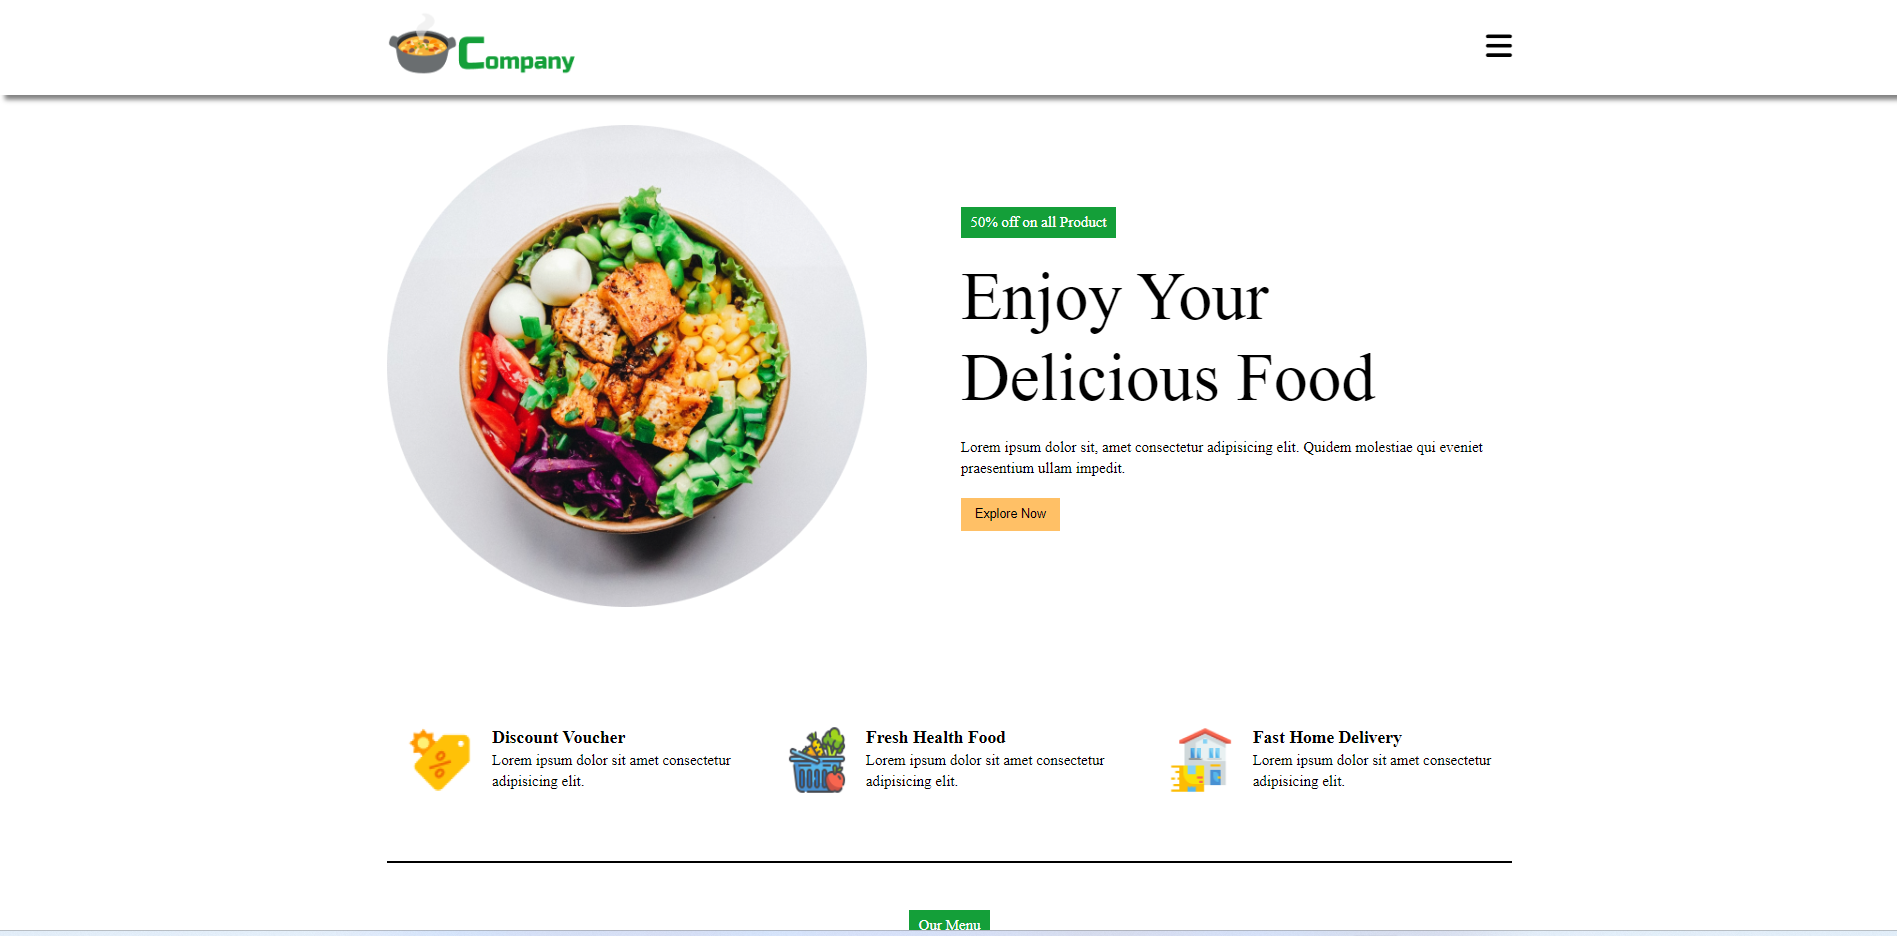 Company
50% off on all Product
Enjoy Your
Delicious Food
Lorem ipsum dolor sit, amet consectetur adipisicing elit. Quidem molestiae qui eveniet
praesentium ullam impedit.
Explore Now
Discount Voucher
Lorem ipsum dolor sit amet consectetur
adipisicing elit.
Fresh Health Food
Lorem ipsum dolor sit amet consectetur
adipisicing elit.
Fast Home Delivery
Lorem ipsum dolor sit amet consectetur
adipisicing elit.
Our Menu